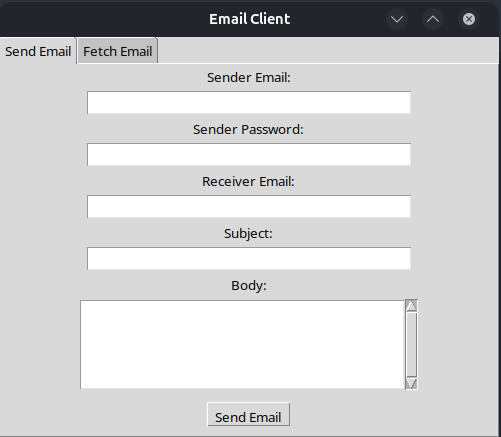 Email Client
Send Email Fetch Email
Sender Email:
Sender Password:
Receiver Email:
Subject:
Body:
Send Email